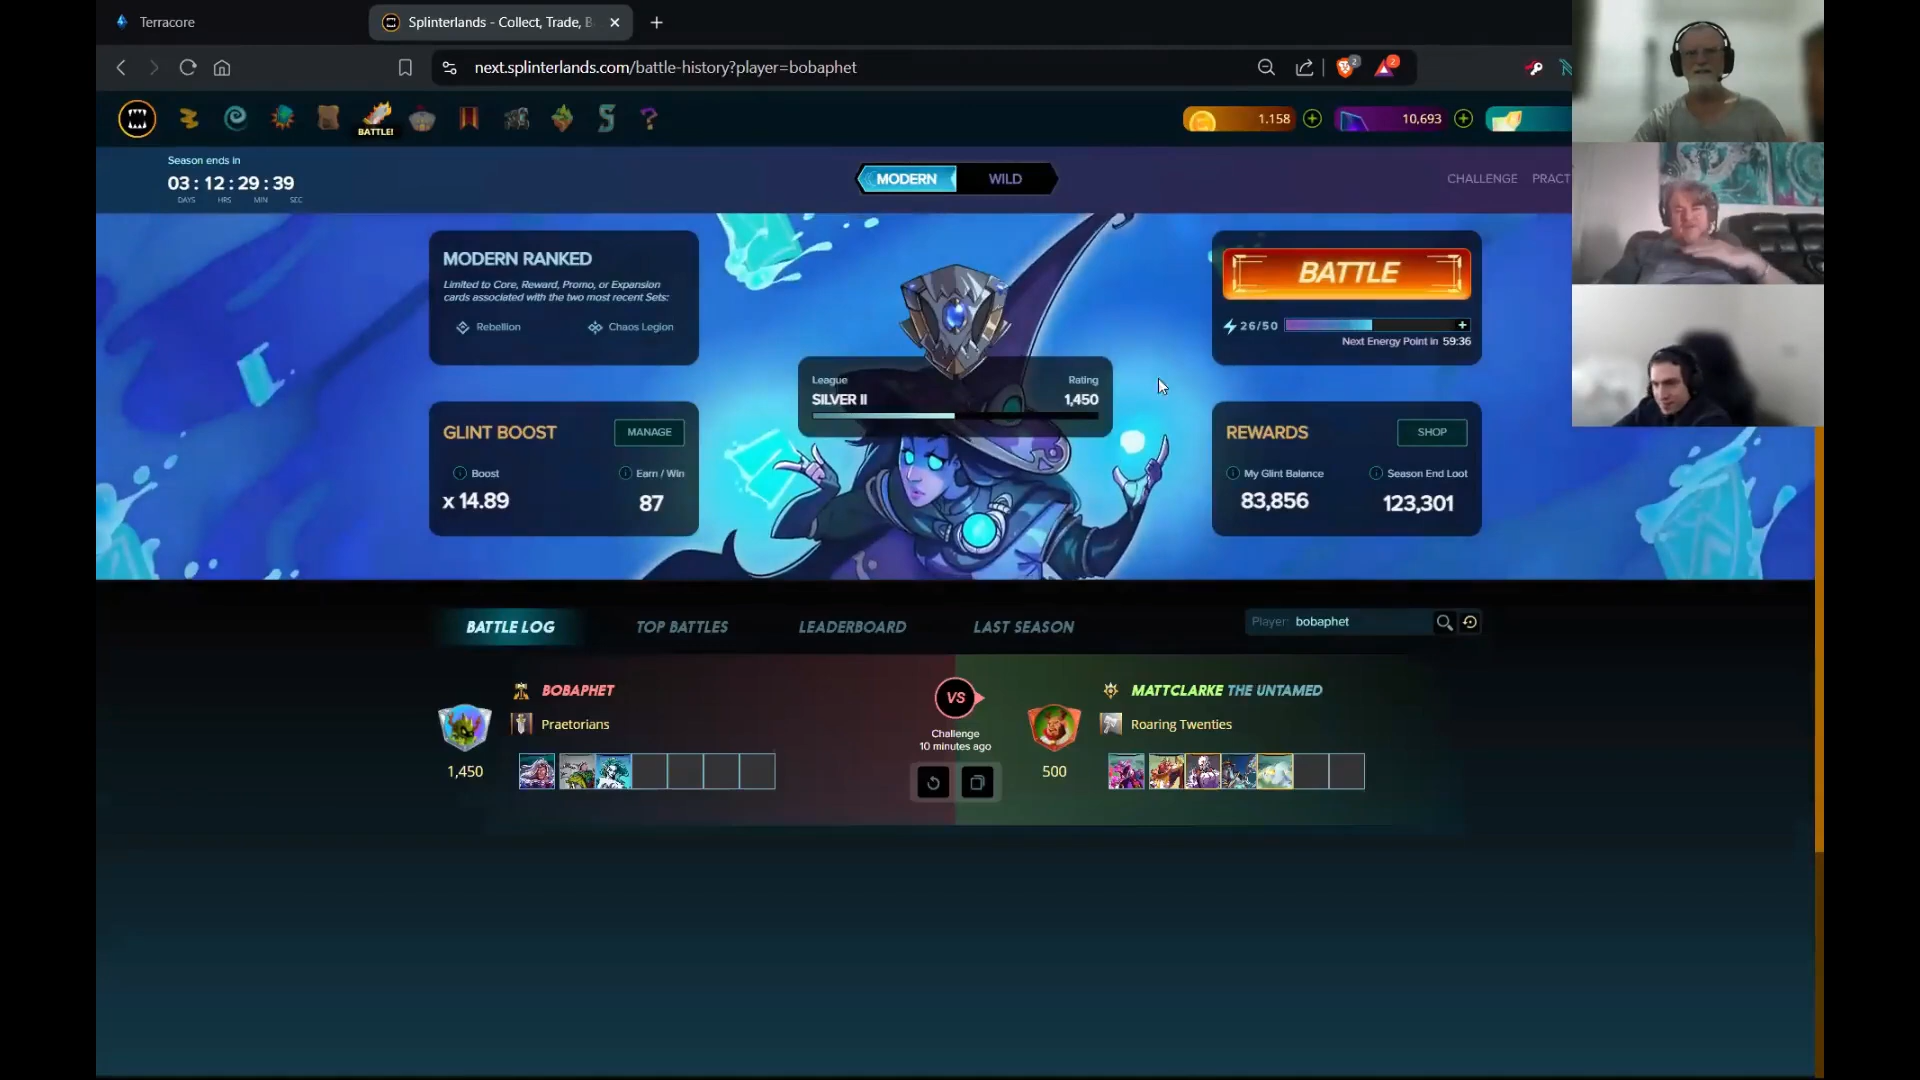 Terracore
Splinterlands - Collect, Trade, B
next.splinterlands.com/battle-history?player=bobaphet
2
2
BATTLE!
1.158
10,693
Season ends in
03 : 12 : 29 : 39
DAYS HRS MIN SEC
MODERN WILD
CHALLENGE PRACT
MODERN RANKED
Limited to Core, Reward, Promo, or Expansion
cards associated with the two most recent Sets:
Rebellion Chaos Legion
League Rating
SILVER II 1,450
BATTLE
26/50
Next Energy Point in 59:36
GLINT BOOST MANAGE
Boost Earn / Win
x 14.89 87
REWARDS SHOP
My Glint Balance Season End Loot
83,856 123,301
BATTLE LOG TOP BATTLES LEADERBOARD LAST SEASON
Player: bobaphet
BOBAPHET
Praetorians
1,450
VS
Challenge
10 minutes ago
MATTCLARKE THE UNTAMED
Roaring Twenties
500